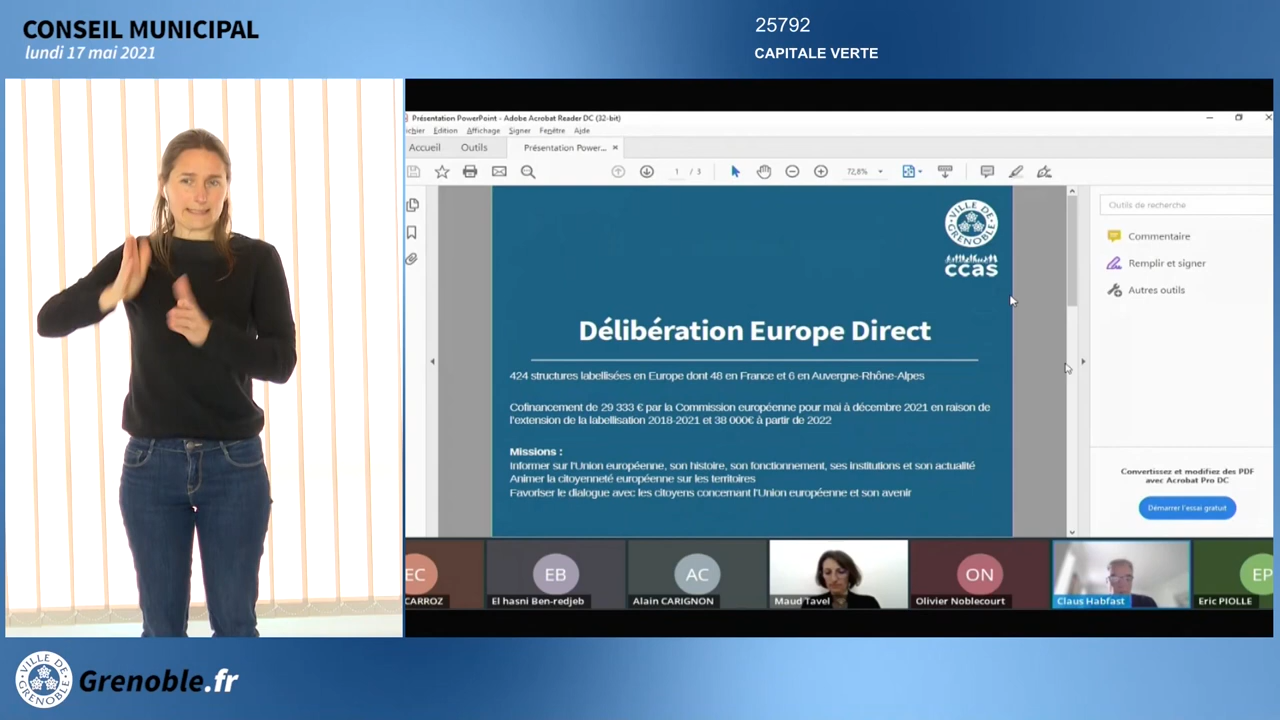 CONSEIL MUNICIPAL
lundi 17 mai 2021
25792
CAPITALE VERTE
Présentation PowerPoint - Adobe Acrobat Reader DC (32-bit)
ichier Edition Affichage Signer Fenêtre Aide
Accueil Outils Présentation Power... ×
1 / 3 72,8%
VILLE DE GRENOBLE
ccas
Délibération Europe Direct
424 structures labellisées en Europe dont 48 en France et 6 en Auvergne-Rhône-Alpes
Cofinancement de 29 333 € par la Commission européenne pour mai à décembre 2021 en raison de
l'extension de la labellisation 2018-2021 et 38 000€ à partir de 2022
Missions :
Informer sur l'Union européenne, son histoire, son fonctionnement, ses institutions et son actualité
Animer la citoyenneté européenne sur les territoires
Favoriser le dialogue avec les citoyens concernant l'Union européenne et son avenir
Outils de recherche
Commentaire
Remplir et signer
Autres outils
Convertissez et modifiez des PDF
avec Acrobat Pro DC
Démarrer l'essai gratuit
EC EB AC ON EP
CARROZ El hasni Ben-redjeb Alain CARIGNON Maud Tavel Olivier Noblecourt Claus Habfast Eric PIOLLE
VILLE DE GRENOBLE
Grenoble.fr